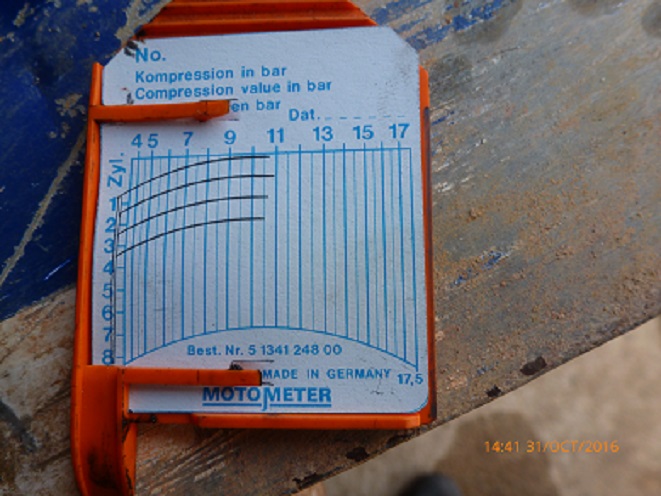 No.
Kompression in bar
Compression value in bar
en bar
Dat.
4 5 7 9 11 13 15 17
Zyl.
1
2
3
4
5
6
7
8
Best. Nr. 5 1341 248 00
MADE IN GERMANY 17,5
MOTOMETER
14:41 31/OCT/2016